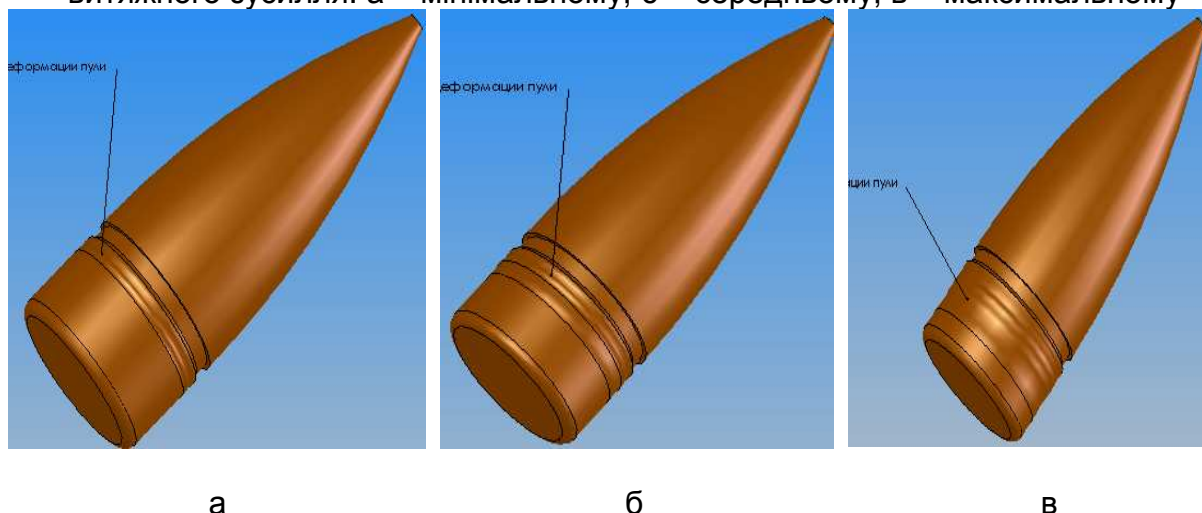 витяжного зусилля: а – мінімальному; б – середньому; в – максимальному
еформации пули
еформации пули
ции пули
а
б
в